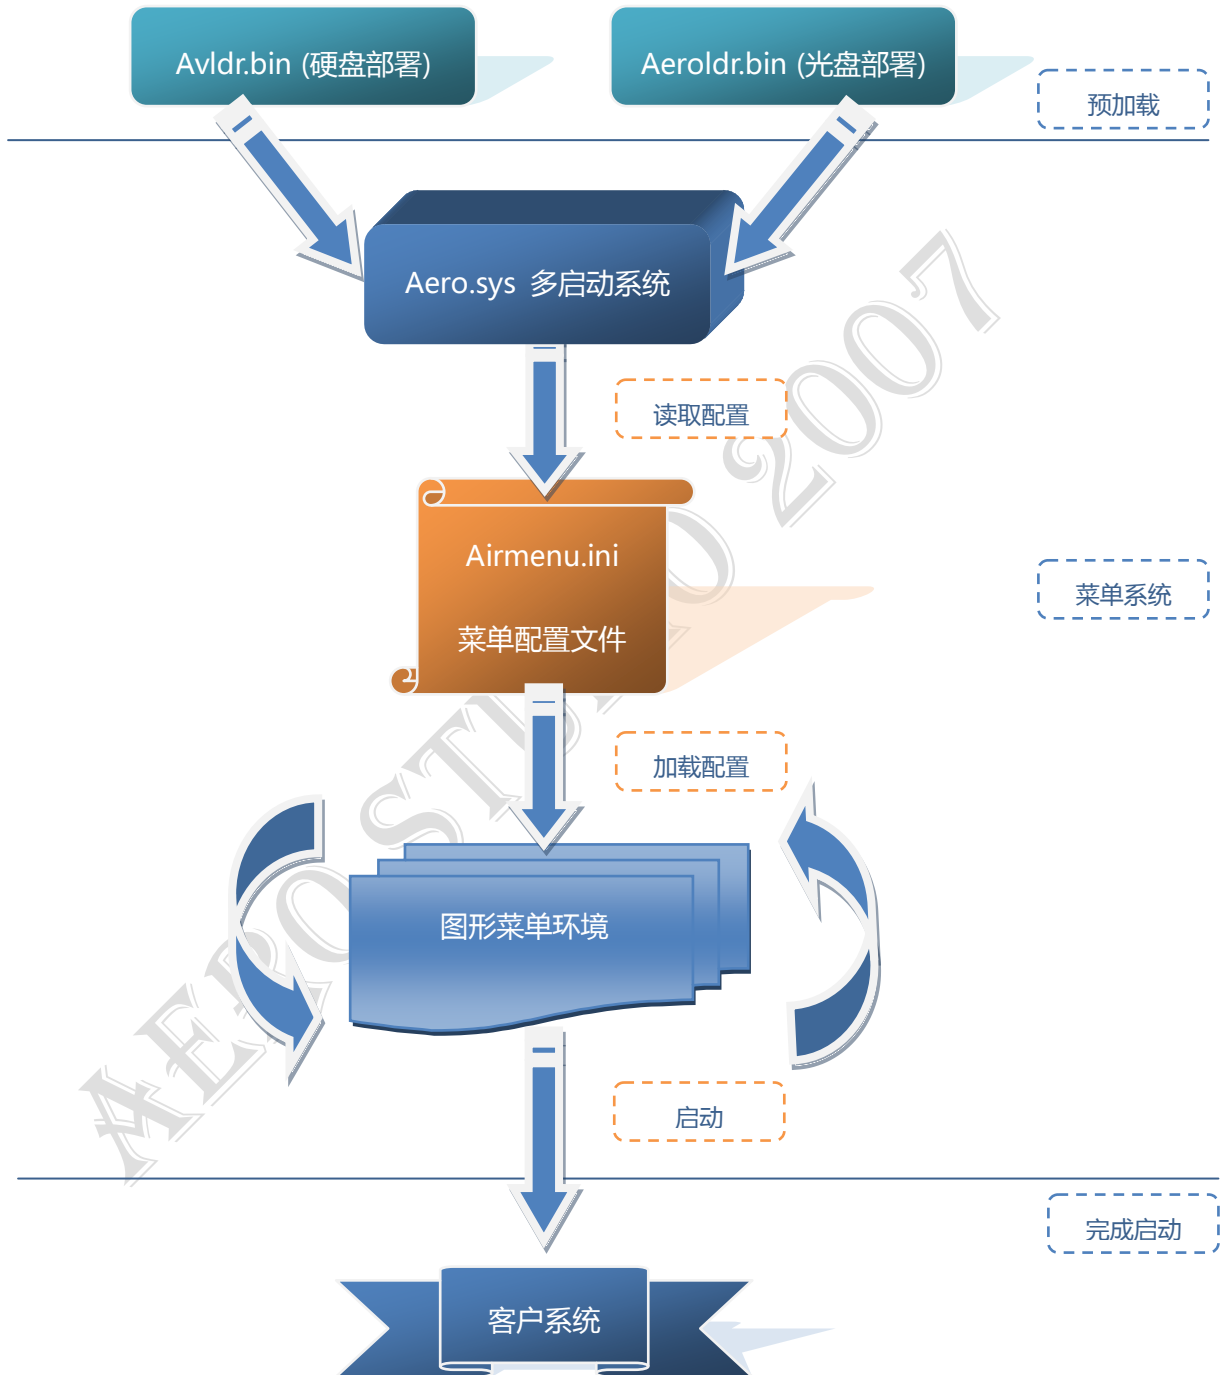 Avldr.bin (硬盘部署)
Aeroldr.bin (光盘部署)
预加载
Aero.sys 多启动系统
读取配置
Airmenu.ini
菜单配置文件
菜单系统
加载配置
图形菜单环境
启动
完成启动
客户系统
AERO STUDIO 2007